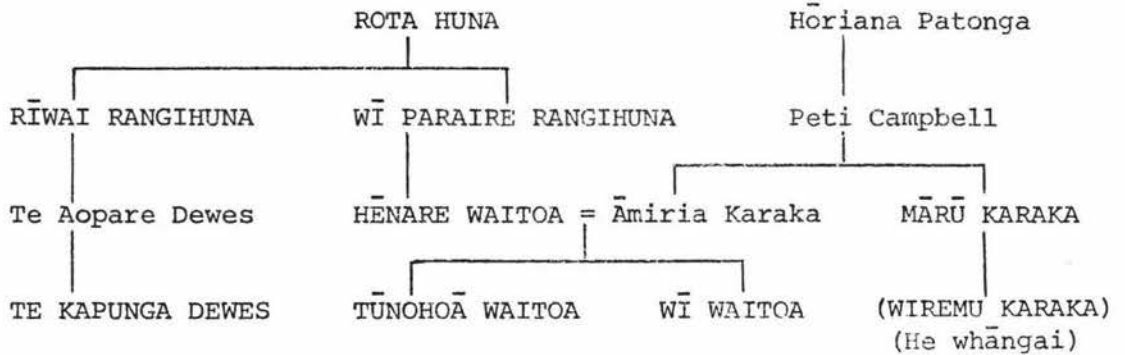 ROTA HUNA Hōriana Patonga
RĪWAI RANGIHUNA WĪ PARAIRE RANGIHUNA Peti Campbell
Te Aopare Dewes HĒNARE WAITOA = Āmiria Karaka MĀRŪ KARAKA
TE KAPUNGA DEWES TŪNOHOĀ WAITOA WĪ WAITOA (WIREMU KARAKA)
(He whāngai)